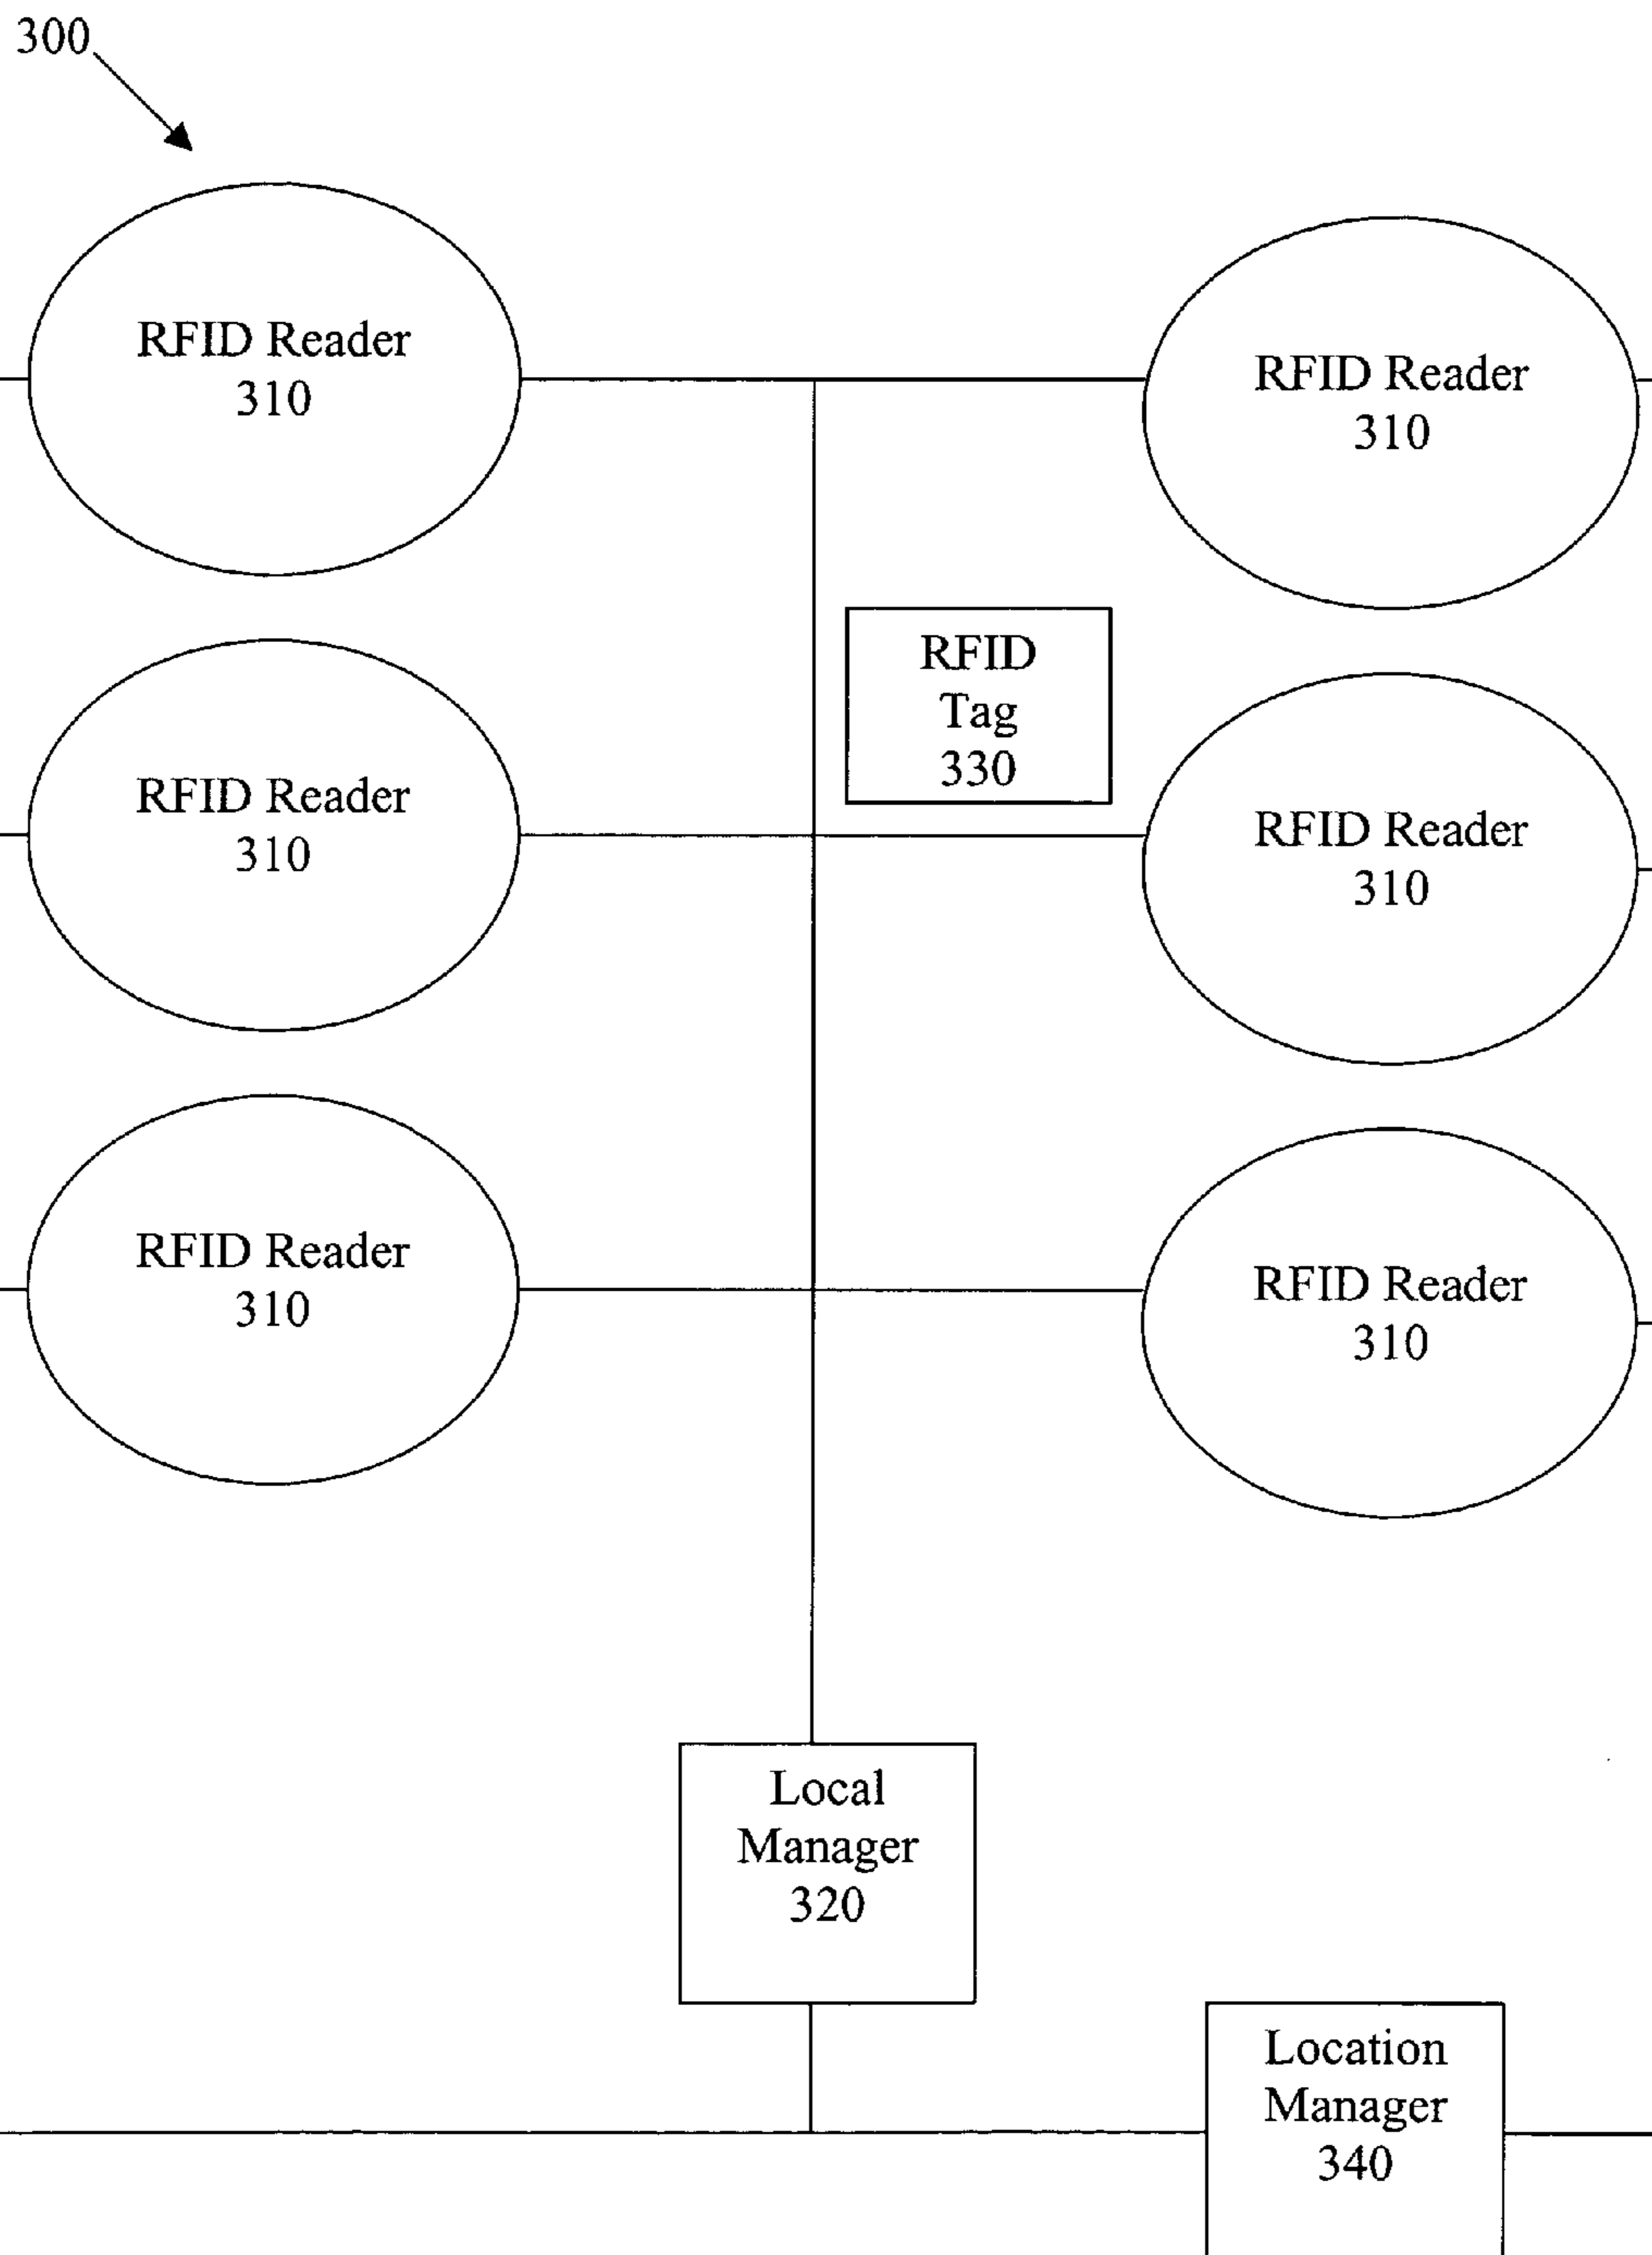 300
RFID Reader
310
RFID Reader
310
RFID
Tag
330
RFID Reader
310
RFID Reader
310
RFID Reader
310
RFID Reader
310
Local
Manager
320
Location
Manager
340